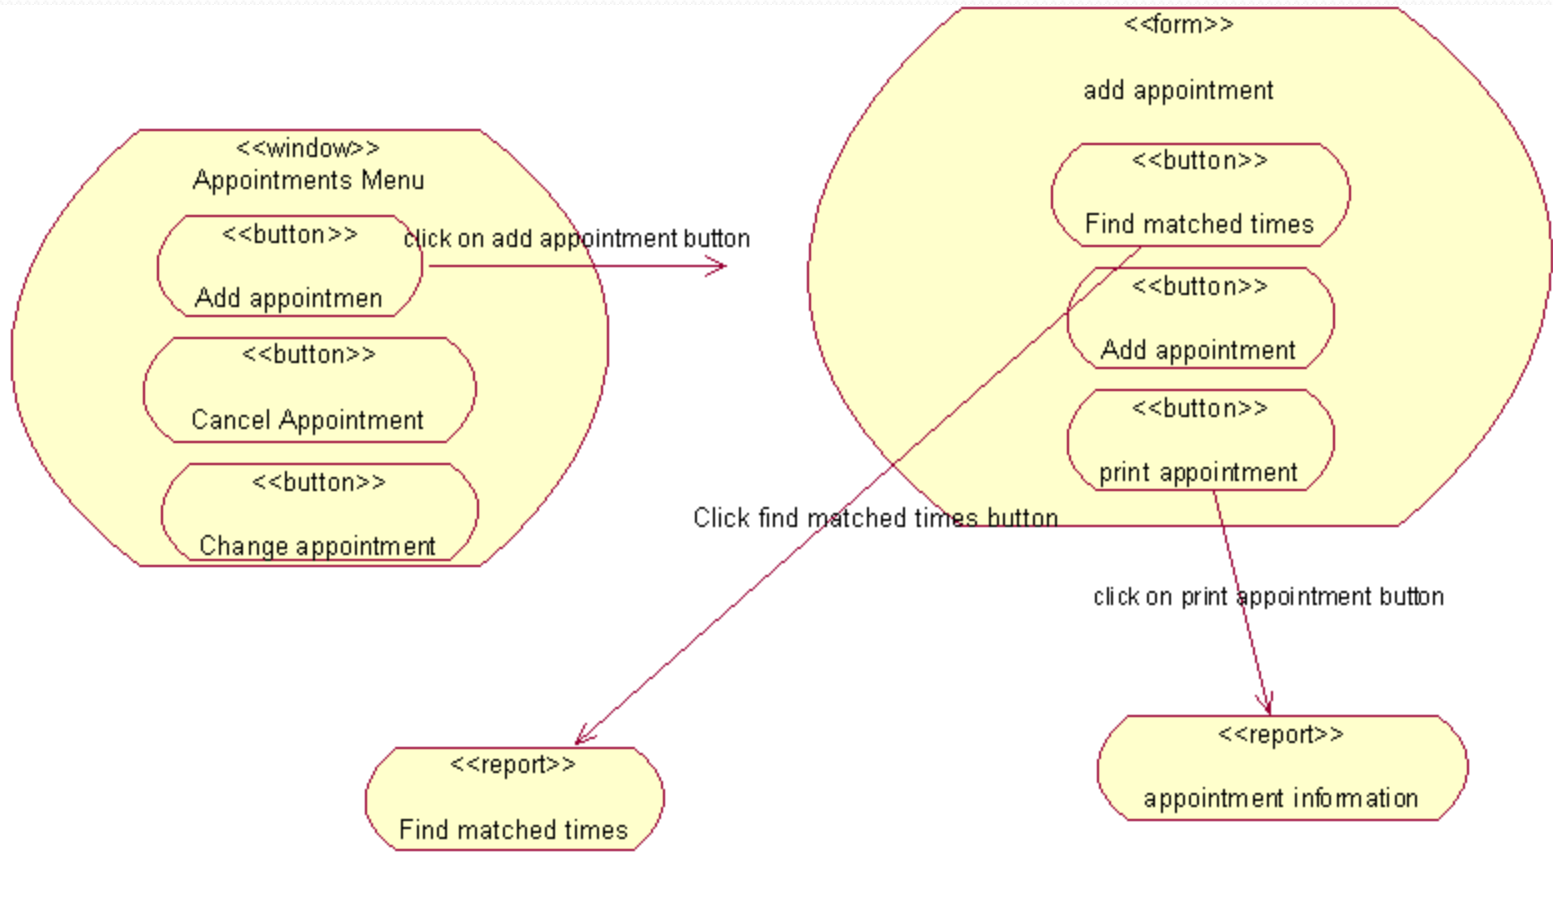 <<window>>
Appointments Menu
<<button>>
Add appointmen
<<button>>
Cancel Appointment
<<button>>
Change appointment
click on add appointment button
<<form>>
add appointment
<<button>>
Find matched times
<<button>>
Add appointment
<<button>>
print appointment
Click find matched times button
click on print appointment button
<<report>>
Find matched times
<<report>>
appointment information